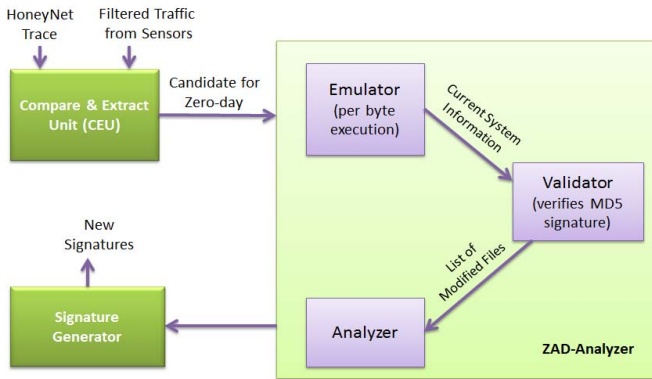 HoneyNet
Trace
Filtered Traffic
from Sensors
Compare & Extract
Unit (CEU)
Candidate for
Zero-day
Emulator
(per byte
execution)
Current System
Information
Validator
(verifies MD5
signature)
List of
Modified Files
Analyzer
ZAD-Analyzer
New
Signatures
Signature
Generator